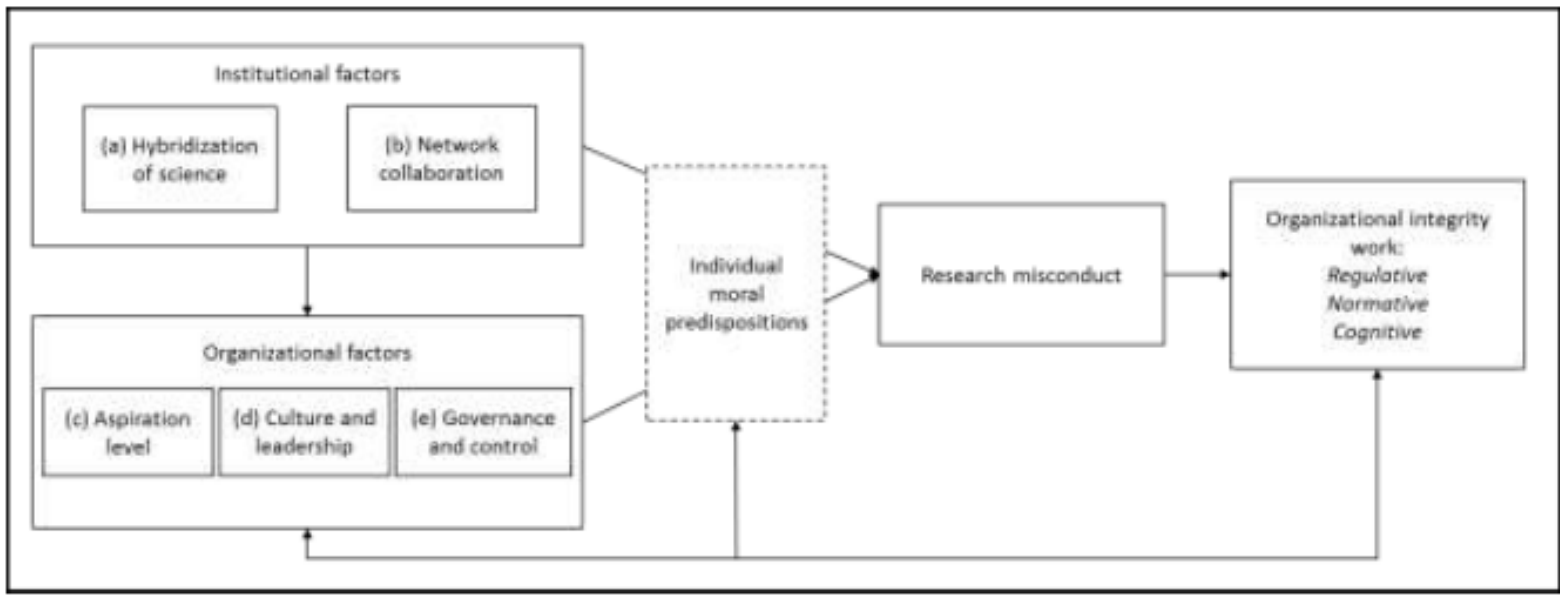 Institutional factors
(a) Hybridization
of science
(b) Network
collaboration
Organizational factors
(c) Aspiration
level
(d) Culture and
leadership
(e) Governance
and control
Individual
moral
predispositions
Research misconduct
Organizational integrity
work:
Regulative
Normative
Cognitive